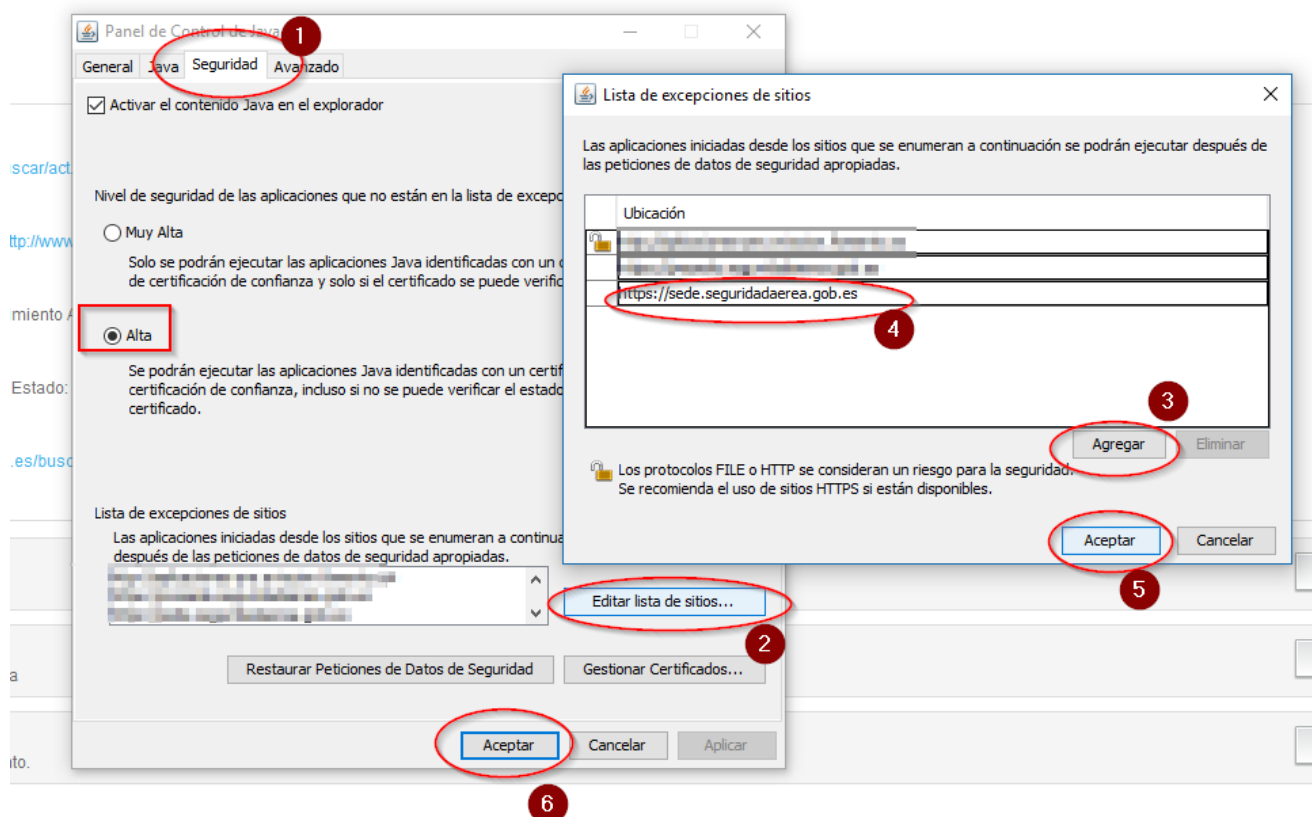 Panel de Control de Java
1
General Java Seguridad Avanzado
Activar el contenido Java en el explorador
Nivel de seguridad de las aplicaciones que no están en la lista de excepc
Muy Alta
Solo se podrán ejecutar las aplicaciones Java identificadas con un c
de certificación de confianza y solo si el certificado se puede verific
Alta
Se podrán ejecutar las aplicaciones Java identificadas con un certif
certificación de confianza, incluso si no se puede verificar el estado
certificado.
Lista de excepciones de sitios
Las aplicaciones iniciadas desde los sitios que se enumeran a continua
después de las peticiones de datos de seguridad apropiadas.
Editar lista de sitios...
2
Restaurar Peticiones de Datos de Seguridad Gestionar Certificados...
Aceptar Cancelar Aplicar
6
Lista de excepciones de sitios
Las aplicaciones iniciadas desde los sitios que se enumeran a continuación se podrán ejecutar después de
las peticiones de datos de seguridad apropiadas.
Ubicación
https://sede.seguridadaerea.gob.es
4
3
Agregar Eliminar
Los protocolos FILE o HTTP se consideran un riesgo para la seguridad.
Se recomienda el uso de sitios HTTPS si están disponibles.
Aceptar Cancelar
5
scar/act
ttp://www
miento A
Estado:
.es/busc
a
nto.